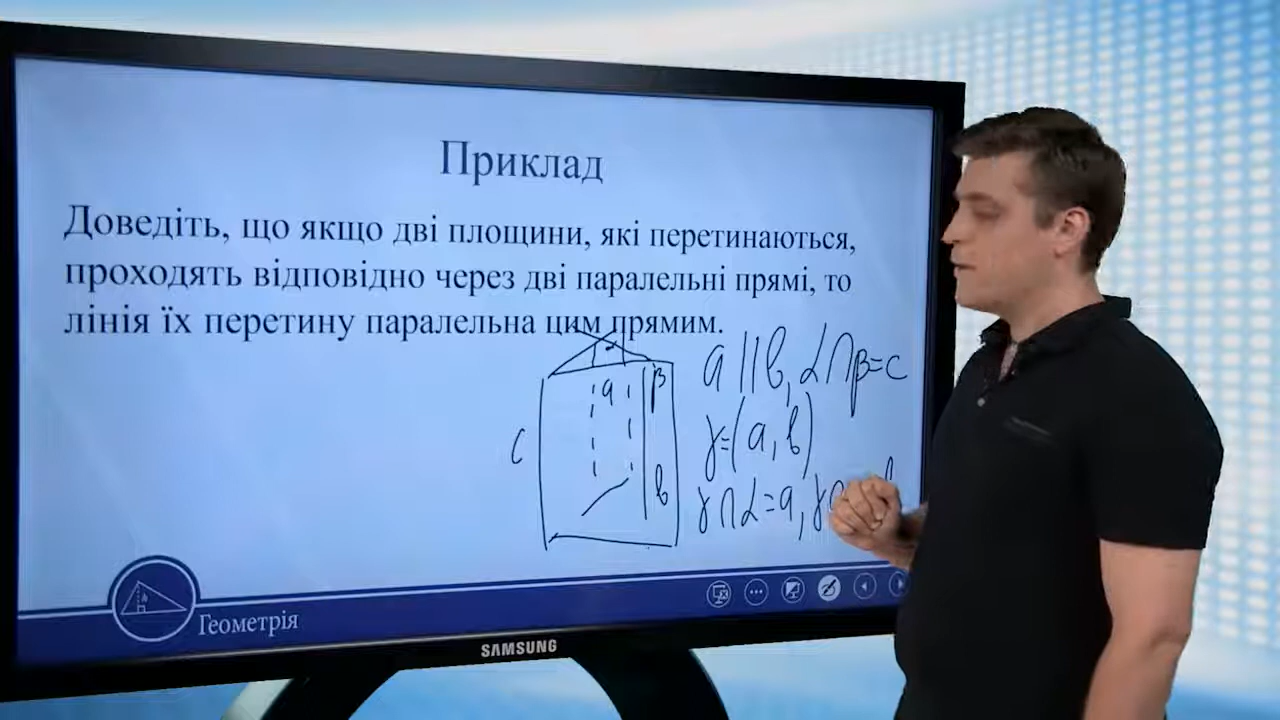 Приклад
Доведіть, що якщо дві площини, які перетинаються,
проходять відповідно через дві паралельні прямі, то
лінія їх перетину паралельна цим прямим.
a || b, α ∩ β = c
γ = (a, b)
γ ∩ α = a, γ
a
β
c
b
Геометрія
SAMSUNG